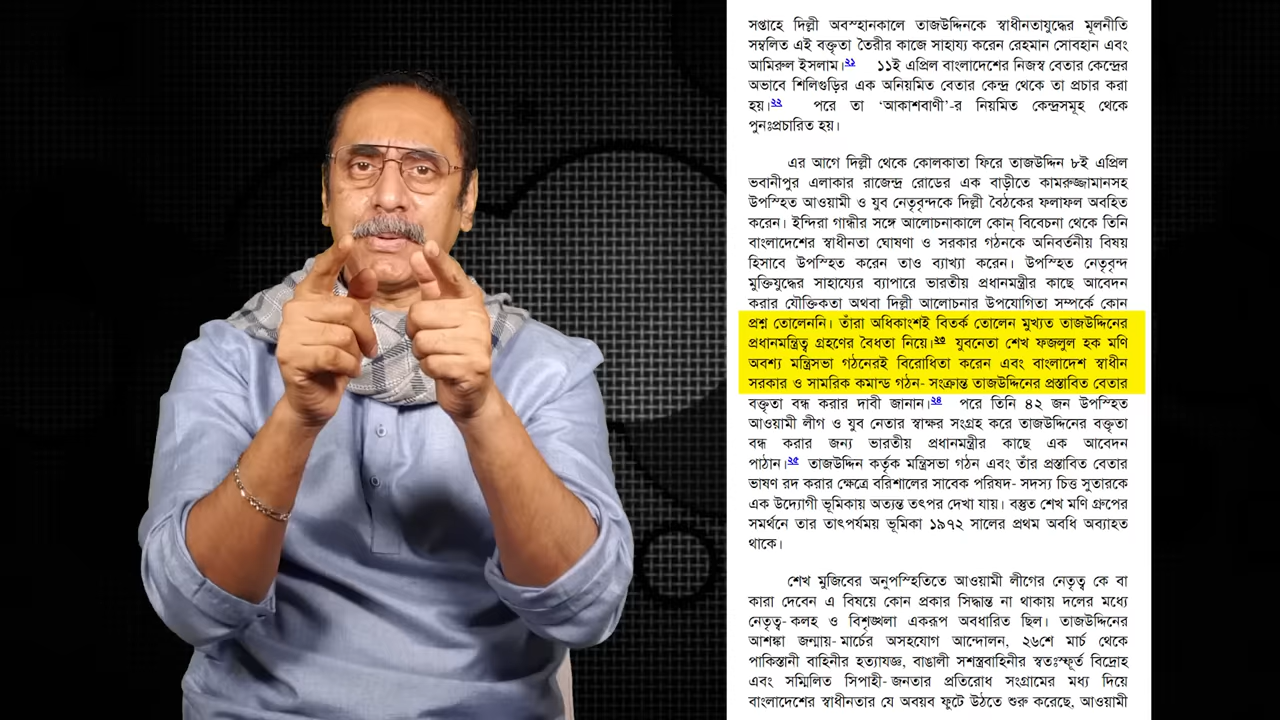 সপ্তাহে দিল্লী অবস্হানকালে তাজউদ্দিনকে স্বাধীনতাযুদ্ধের মূলনীতি
সম্বলিত এই বক্তৃতা তৈরীর কাজে সাহায্য করেন রেহমান সোবহান এবং
আমিরুল ইসলাম।২১ ১১ই এপ্রিল বাংলাদেশের নিজস্ব বেতার কেন্দ্রের
অভাবে শিলিগুড়ির এক অনিয়মিত বেতার কেন্দ্র থেকে তা প্রচার করা
হয়।২২ পরে তা ‘আকাশবাণী’-র নিয়মিত কেন্দ্রসমূহ থেকে
পুনঃপ্রচারিত হয়।
এর আগে দিল্লী থেকে কোলকাতা ফিরে তাজউদ্দিন ৮ই এপ্রিল
ভবানীপুর এলাকার রাজেন্দ্র রোডের এক বাড়ীতে কামরুজ্জামানসহ
উপস্হিত আওয়ামী ও যুব নেতৃবৃন্দকে দিল্লী বৈঠকের ফলাফল অবহিত
করেন। ইন্দিরা গান্ধীর সঙ্গে আলোচনাকালে কোন্ বিবেচনা থেকে তিনি
বাংলাদেশের স্বাধীনতা ঘোষণা ও সরকার গঠনকে অনিবর্তনীয় বিষয়
হিসাবে উপস্হিত করেন তাও ব্যাখ্যা করেন। উপস্হিত নেতৃবৃন্দ
মুক্তিযুদ্ধের সাহায্যের ব্যাপারে ভারতীয় প্রধানমন্ত্রীর কাছে আবেদন
করার যৌক্তিকতা অথবা দিল্লী আলোচনার উপযোগিতা সম্পর্কে কোন
প্রশ্ন তোলেননি। তাঁরা অধিকাংশই বিতর্ক তোলেন মুখ্যত তাজউদ্দিনের
প্রধানমন্ত্রিত্ব গ্রহণের বৈধতা নিয়ে।২৩ যুবনেতা শেখ ফজলুল হক মণি
অবশ্য মন্ত্রিসভা গঠনেরই বিরোধিতা করেন এবং বাংলাদেশ স্বাধীন
সরকার ও সামরিক কমান্ড গঠন- সংক্রান্ত তাজউদ্দিনের প্রস্তাবিত বেতার
বক্তৃতা বন্ধ করার দাবী জানান।২৪ পরে তিনি ৪২ জন উপস্হিত
আওয়ামী লীগ ও যুব নেতার স্বাক্ষর সংগ্রহ করে তাজউদ্দিনের বক্তৃতা
বন্ধ করার জন্য ভারতীয় প্রধানমন্ত্রীর কাছে এক আবেদন
পাঠান।২৫ তাজউদ্দিন কর্তৃক মন্ত্রিসভা গঠন এবং তাঁর প্রস্তাবিত বেতার
ভাষণ রদ করার ক্ষেত্রে বরিশালের সাবেক পরিষদ- সদস্য চিত্ত সুতারকে
এক উদ্যোগী ভূমিকায় অত্যন্ত তৎপর দেখা যায়। বস্তুত শেখ মণি গ্রুপের
সমর্থনে তার তাৎপর্যময় ভূমিকা ১৯৭২ সালের প্রথম অবধি অব্যাহত
থাকে।
শেখ মুজিবের অনুপস্হিতিতে আওয়ামী লীগের নেতৃত্ব কে বা
কারা দেবেন এ বিষয়ে কোন প্রকার সিদ্ধান্ত না থাকায় দলের মধ্যে
নেতৃত্ব- কলহ ও বিশৃঙ্খলা একরূপ অবধারিত ছিল। তাজউদ্দিনের
আশঙ্কা জন্মায়- মার্চের অসহযোগ আন্দোলন, ২৬শে মার্চ থেকে
পাকিস্তানী বাহিনীর হত্যাযজ্ঞ, বাঙালী সশস্ত্রবাহিনীর স্বতঃস্ফূর্ত বিদ্রোহ
এবং সম্মিলিত সিপাহী- জনতার প্রতিরোধ সংগ্রামের মধ্য দিয়ে
বাংলাদেশের স্বাধীনতার যে অবয়ব ফুটে উঠতে শুরু করেছে, আওয়ামী